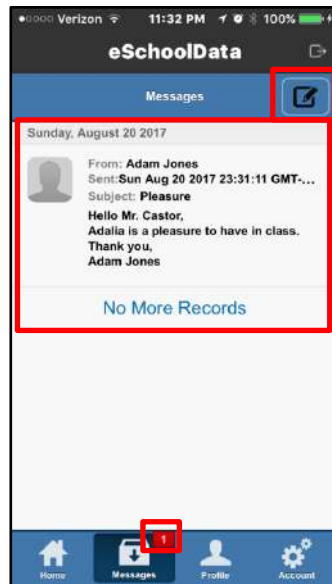 Verizon 11:32 PM 100%
eSchoolData
Messages
Sunday, August 20 2017
From: Adam Jones
Sent:Sun Aug 20 2017 23:31:11 GMT-...
Subject: Pleasure
Hello Mr. Castor,
Adalia is a pleasure to have in class.
Thank you,
Adam Jones
No More Records
1
Home Messages Profile Account